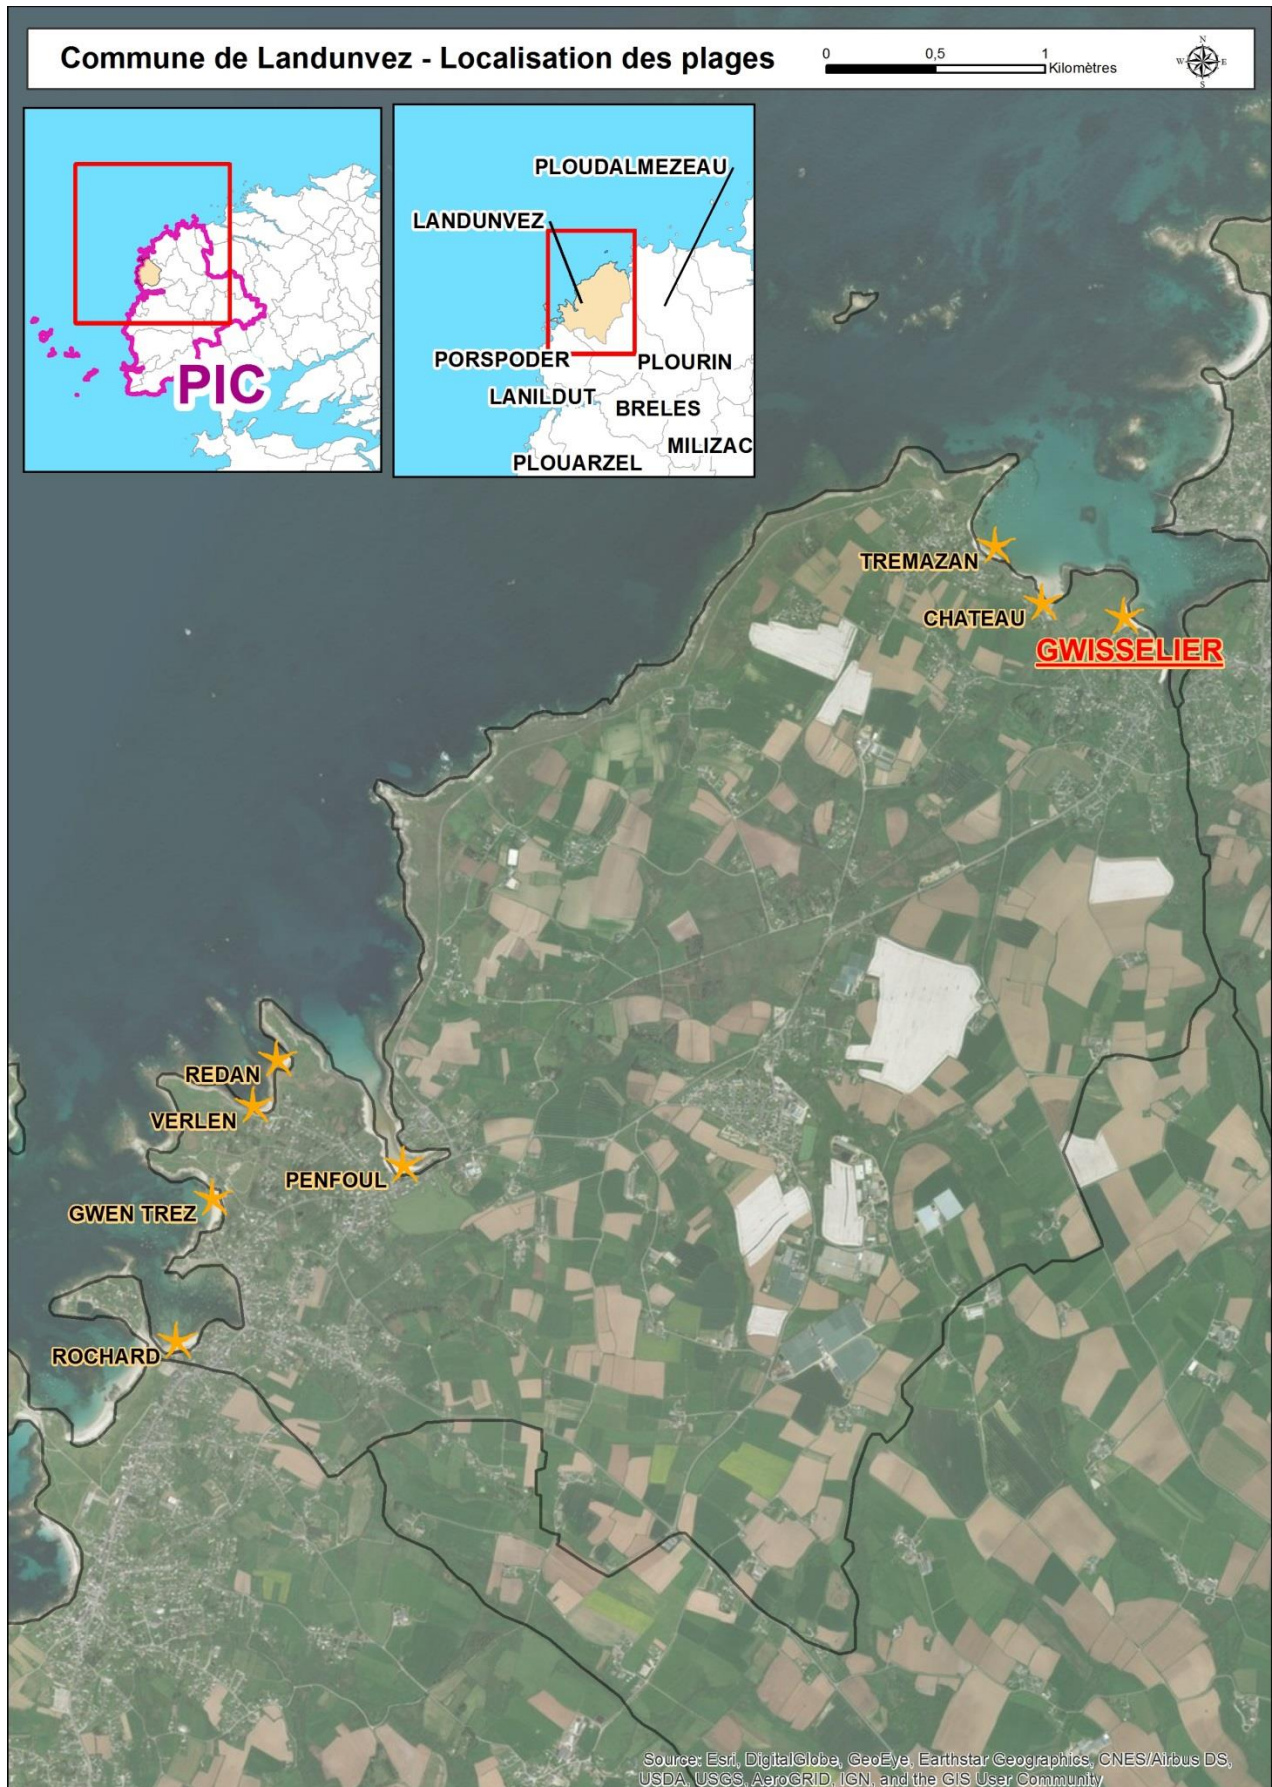 Commune de Landunvez - Localisation des plages
0 0,5 1
Kilomètres
N
W E
S
PIC
PLOUDALMEZEAU
LANDUNVEZ
PORSPODER
PLOURIN
LANILDUT
BRELES
MILIZAC
PLOUARZEL
TREMAZAN
CHATEAU
GWISSELIER
REDAN
VERLEN
PENFOUL
GWEN TREZ
ROCHARD
Source: Esri, DigitalGlobe, GeoEye, Earthstar Geographics, CNES/Airbus DS,
USDA, USGS, AeroGRID, IGN, and the GIS User Community